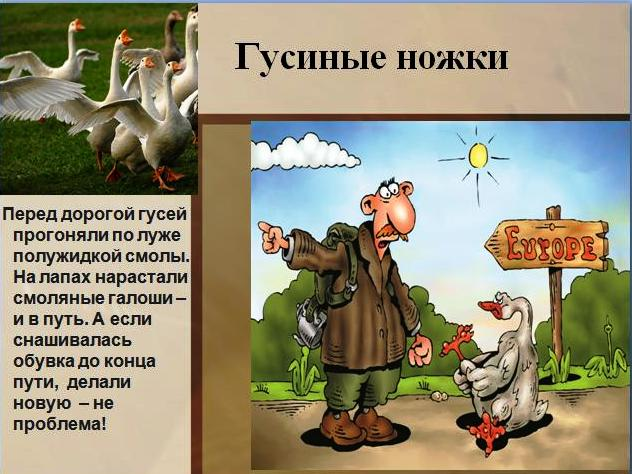 Гусиные ножки
Перед дорогой гусей
прогоняли по луже
полужидкой смолы.
На лапах нарастали
смоляные галоши –
и в путь. А если
снашивалась
обувка до конца
пути, делали
новую – не
проблема!
EUROPE